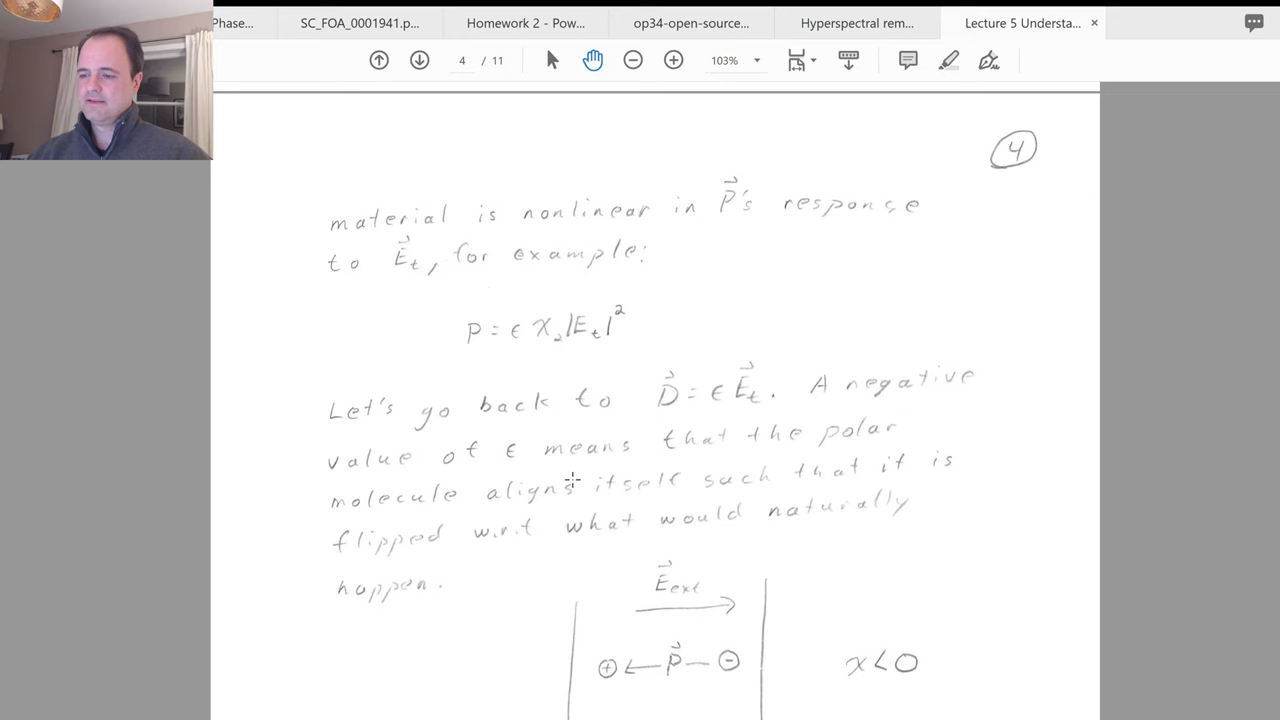 Phase...
SC_FOA_0001941.p...
Homework 2 - Pow...
op34-open-source...
Hyperspectral rem...
Lecture 5 Understa...
4 / 11
103%
4
material is nonlinear in P⃗'s response
to E⃗ₜ, for example:
P = ϵ χ₂|Eₜ|²
Let's go back to D⃗ = ϵ E⃗ₜ. A negative
value of ϵ means that the polar
molecule aligns itself such that it is
flipped w.r.t what would naturally
happen.
E⃗ext
+ ← P⃗ — -
χ < 0